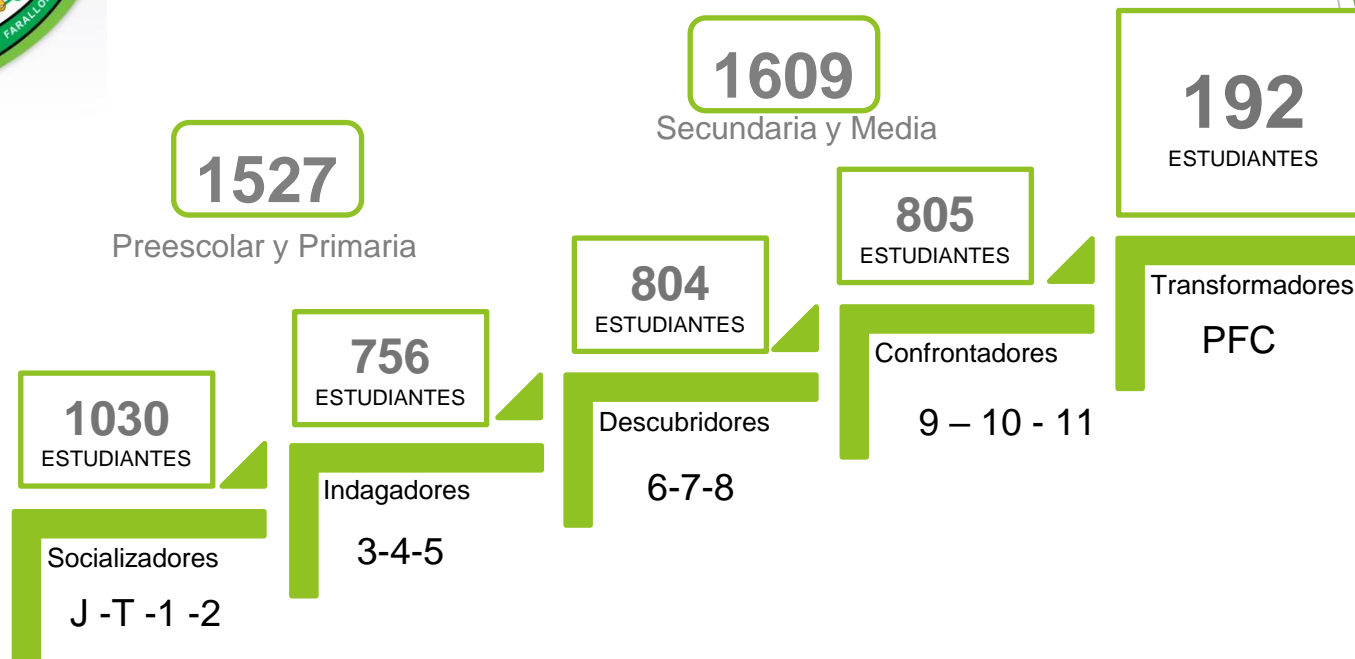 FARALLON
1527
Preescolar y Primaria
1609
Secundaria y Media
1030
ESTUDIANTES
Socializadores
J -T -1 -2
756
ESTUDIANTES
Indagadores
3-4-5
804
ESTUDIANTES
Descubridores
6-7-8
805
ESTUDIANTES
Confrontadores
9 – 10 - 11
192
ESTUDIANTES
Transformadores
PFC